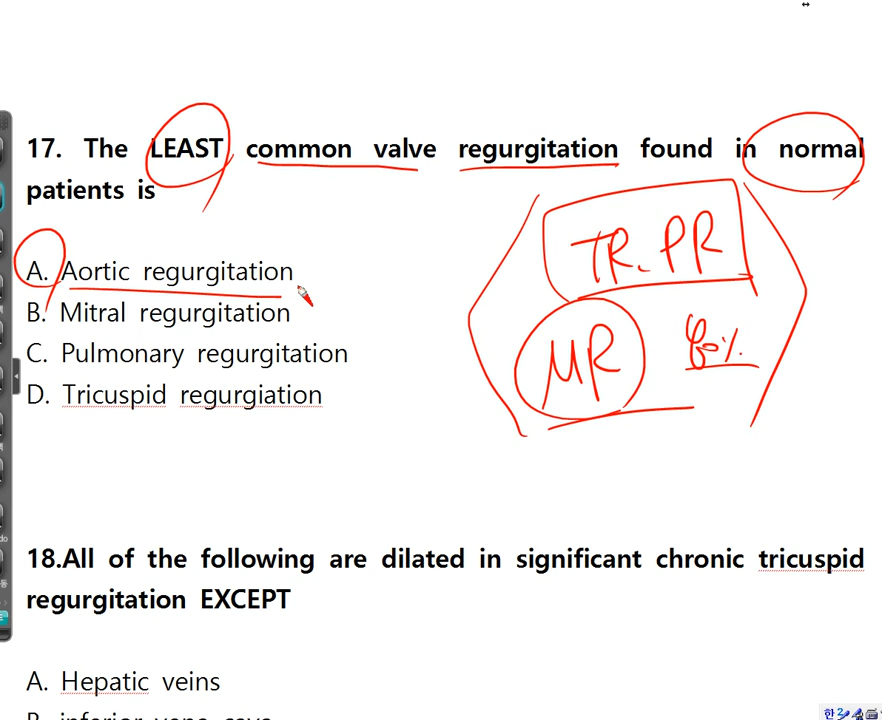 17. The LEAST common valve regurgitation found in normal
patients is
A. Aortic regurgitation
B. Mitral regurgitation
C. Pulmonary regurgitation
D. Tricuspid regurgiation
TR. PR
MR
18.All of the following are dilated in significant chronic tricuspid
regurgitation EXCEPT
A. Hepatic veins